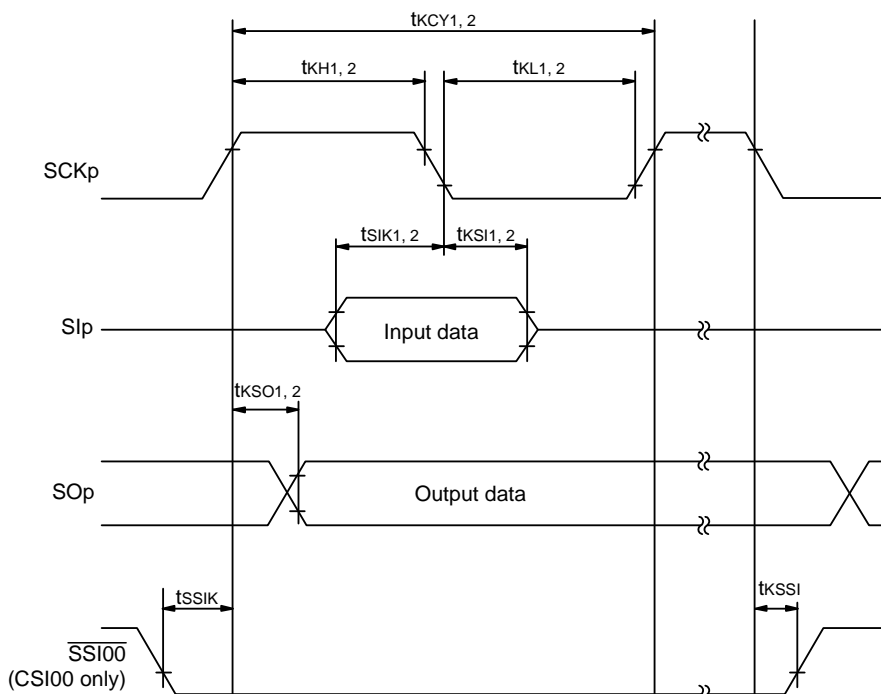 tKCY1, 2
tKH1, 2
tKL1, 2
SCKp
tSIK1, 2
tKSI1, 2
SIp
Input data
tKSO1, 2
SOp
Output data
tSSIK
tKSSI
SSI00
(CSI00 only)